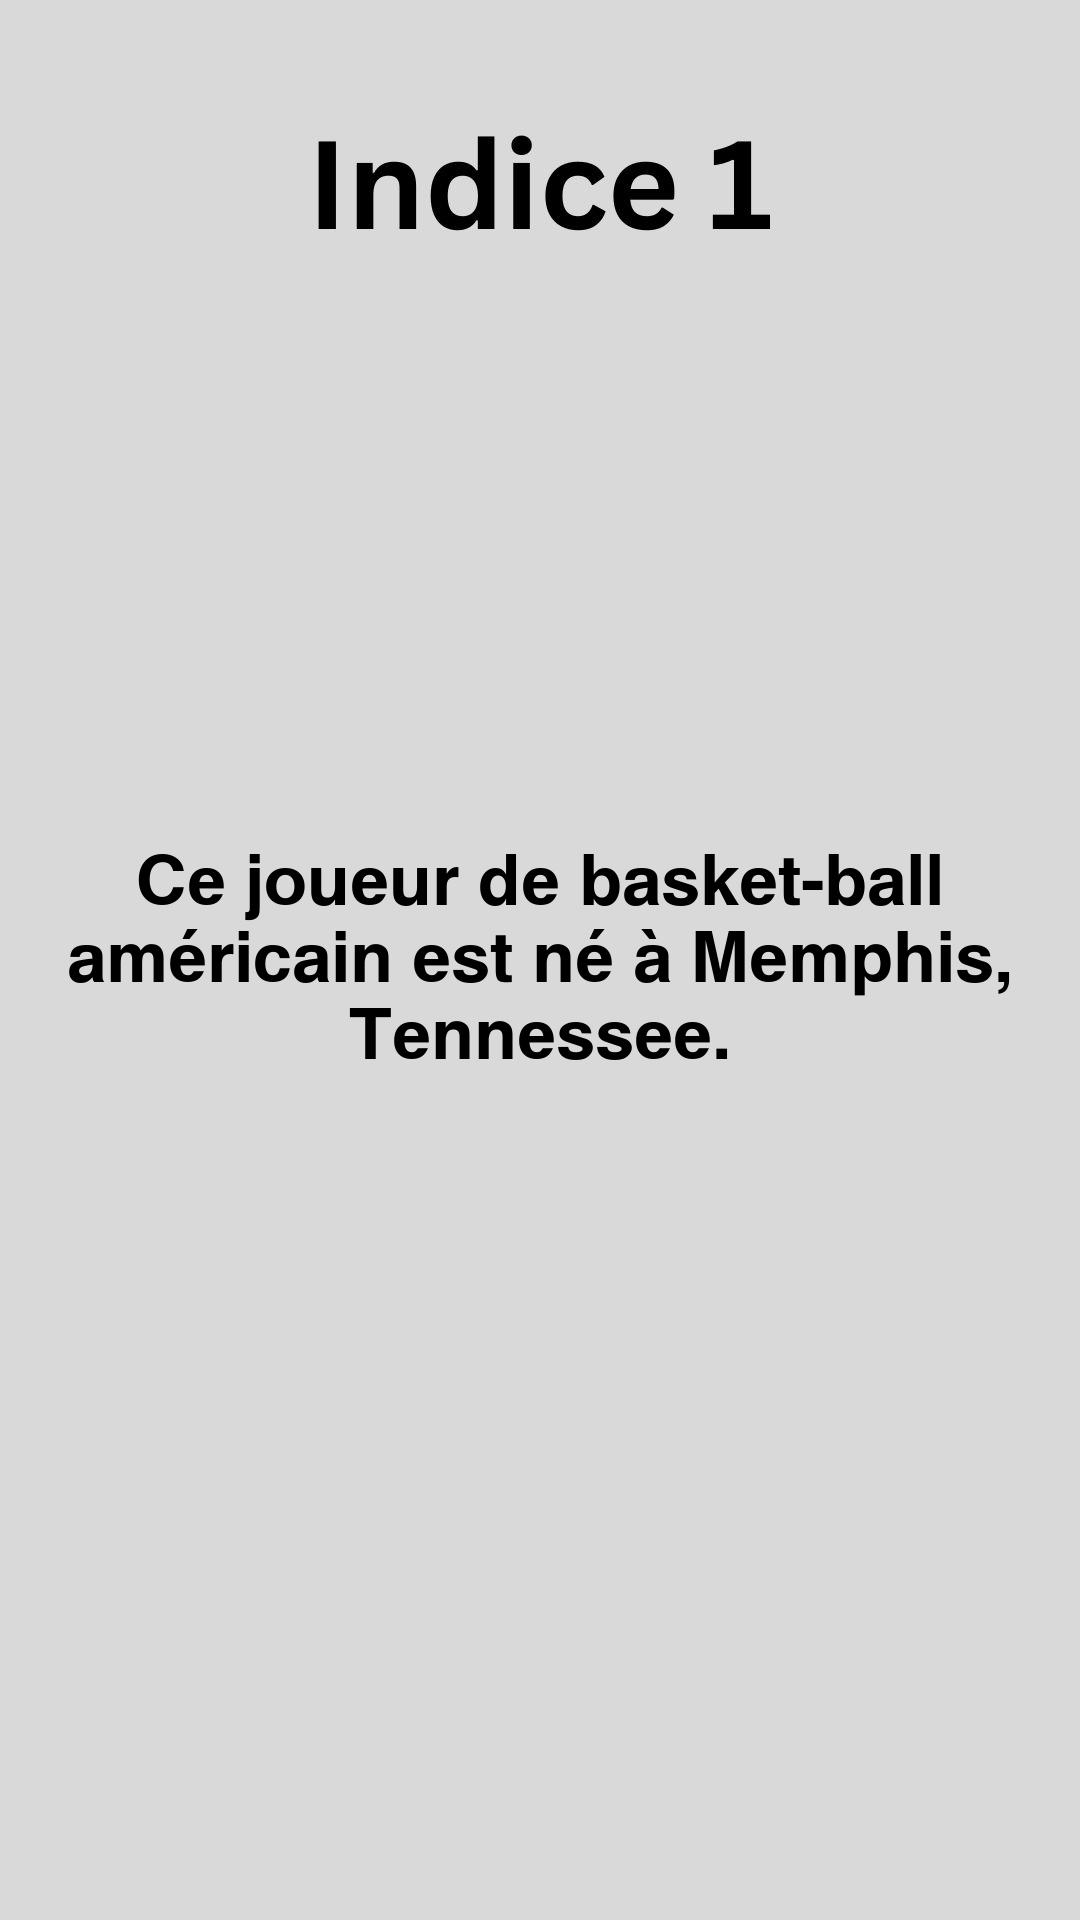 Indice 1
Ce joueur de basket-ball
américain est né à Memphis,
Tennessee.